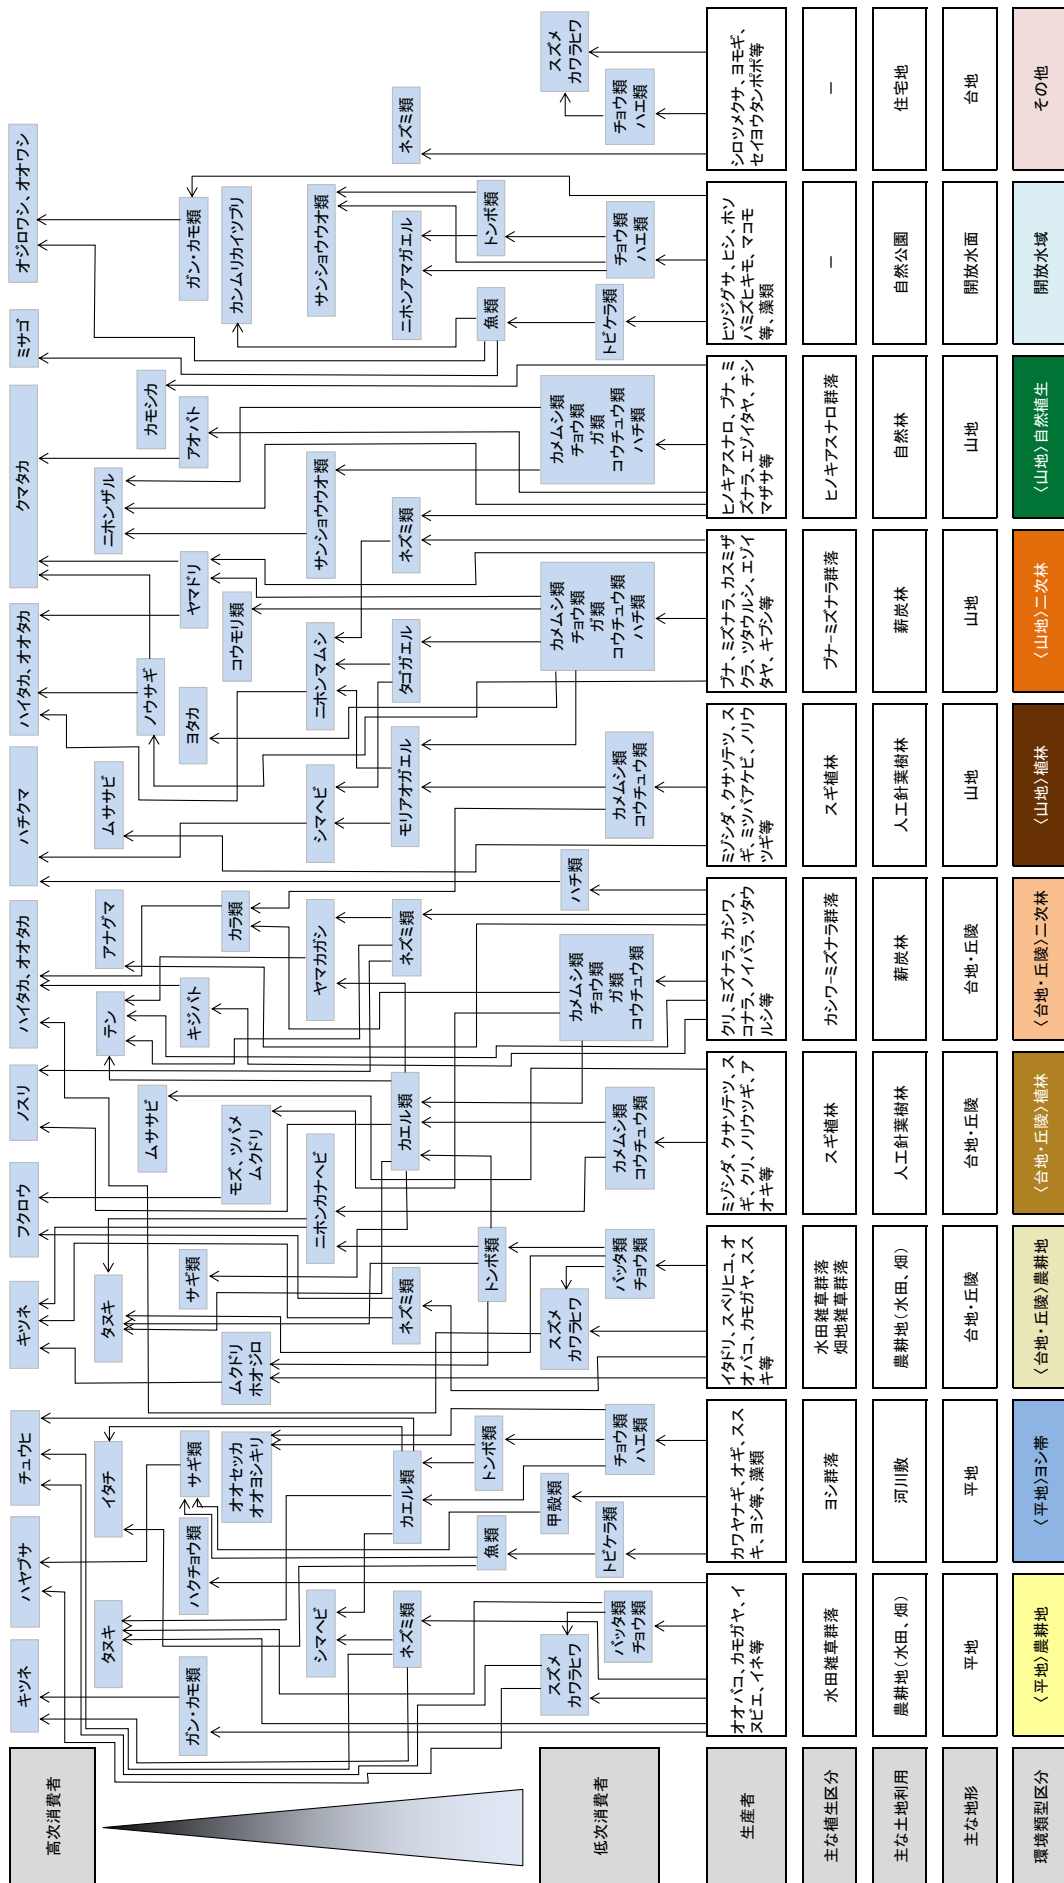 高次消費者
低次消費者
生産者
主な植生区分
主な土地利用
主な地形
環境類型区分
キツネ
ハヤブサ
チュウヒ
キツネ
フクロウ
ノスリ
ハイタカ、オオタカ
ハチクマ
ハイタカ、オオタカ
クマタカ
ミサゴ
オジロワシ、オオワシ
タヌキ
イタチ
タヌキ
ムササビ
テン
アナグマ
ムササビ
ノウサギ
ニホンザル
カモシカ
ガン・カモ類
ハクチョウ類
サギ類
サギ類
キジバト
ヨタカ
ヤマドリ
アオバト
ガン・カモ類
オオセッカ
オオヨシキリ
ムクドリ
ホオジロ
モズ、ツバメ
ムクドリ
カラ類
コウモリ類
カンムリカイツブリ
シマヘビ
ニホンカナヘビ
ヤマカガシ
シマヘビ
ニホンマムシ
サンショウウオ類
サンショウウオ類
ネズミ類
カエル類
ネズミ類
カエル類
ネズミ類
モリアオガエル
タゴガエル
ネズミ類
ニホンアマガエル
ネズミ類
魚類
トンボ類
トンボ類
魚類
トンボ類
スズメ
カワラヒワ
甲殻類
スズメ
カワラヒワ
カメムシ類
チョウ類
ガ類
コウチュウ類
ハチ類
カメムシ類
チョウ類
ガ類
コウチュウ類
ハチ類
カメムシ類
チョウ類
ガ類
コウチュウ類
ハチ類
スズメ
カワラヒワ
バッタ類
チョウ類
トビケラ類
チョウ類
ハエ類
バッタ類
チョウ類
カメムシ類
コウチュウ類
カメムシ類
コウチュウ類
トビケラ類
チョウ類
ハエ類
チョウ類
ハエ類
オオバコ、カモガヤ、イ
ヌビエ、イネ等
カワヤナギ、オギ、スス
キ、ヨシ等、藻類
イタドリ、スベリヒユ、オ
オバコ、カモガヤ、スス
キ等
ミゾシダ、クサソテツ、ス
ギ、クリ、ノリウツギ、ア
オキ等
クリ、ミズナラ、カシワ、
コナラ、ノイバラ、ツタウ
ルシ等
ミゾシダ、クサソテツ、ス
ギ、ミツバアケビ、ノリウ
ツギ等
ブナ、ミズナラ、カスミザ
クラ、ツタウルシ、エゾイ
タヤ、キブシ等
ヒノキアスナロ、ブナ、ミ
ズナラ、エゾイタヤ、チシ
マザサ等
ヒツジグサ、ヒシ、ホソ
バミズヒキモ、マコモ
等、藻類
シロツメクサ、ヨモギ、
セイヨウタンポポ等
水田雑草群落
ヨシ群落
水田雑草群落
畑地雑草群落
スギ植林
カシワーミズナラ群落
スギ植林
ブナーミズナラ群落
ヒノキアスナロ群落
－
－
農耕地（水田、畑）
河川敷
農耕地（水田、畑）
人工針葉樹林
薪炭林
人工針葉樹林
薪炭林
自然林
自然公園
住宅地
平地
平地
台地・丘陵
台地・丘陵
台地・丘陵
山地
山地
山地
開放水面
台地
〈平地〉農耕地
〈平地〉ヨシ帯
〈台地・丘陵〉農耕地
〈台地・丘陵〉植林
〈台地・丘陵〉二次林
〈山地〉植林
〈山地〉二次林
〈山地〉自然植生
開放水域
その他